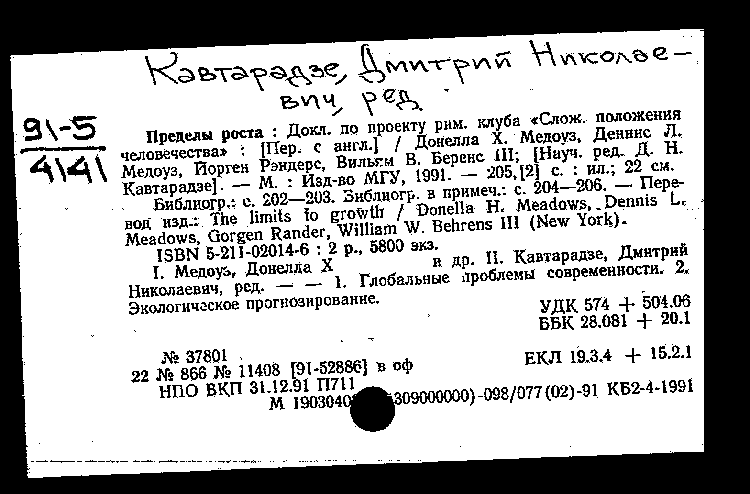 Кавтарадзе, Дмитрий Николае-
вич, ред
91-5
4141
Пределы роста : Докл. по проекту рим. клуба «Слож. положения
человечества» : [Пер. с англ.] / Донелла Х. Медоуз, Деннис Л.
Медоуз, Йорген Рэндерс, Вильям В. Беренс III; [Науч. ред. Д. Н.
Кавтарадзе]. — М. : Изд-во МГУ, 1991. — 205,[2] с. : ил.; 22 см.
Библиогр.: с. 202—203. Библиогр. в примеч.: с. 204—206. — Пере-
вод изд.: The limits to growth / Donella H. Meadows, Dennis L.
Meadows, Gorgen Rander, William W. Behrens III (New York).
ISBN 5-211-02014-6 : 2 р., 5800 экз.
I. Медоуз, Донелла Х и др. II. Кавтарадзе, Дмитрий
Николаевич, ред. — — 1. Глобальные проблемы современности. 2.
Экологическое прогнозирование.
УДК 574 + 504.06
ББК 28.081 + 20.1
№ 37801
22 № 866 № 11408 [91-52886] в оф
ЕКЛ 19.3.4 + 15.2.1
НПО ВКП 31.12.91 П711
М 1903040 309000000)-098/077(02)-91 КБ2-4-1991